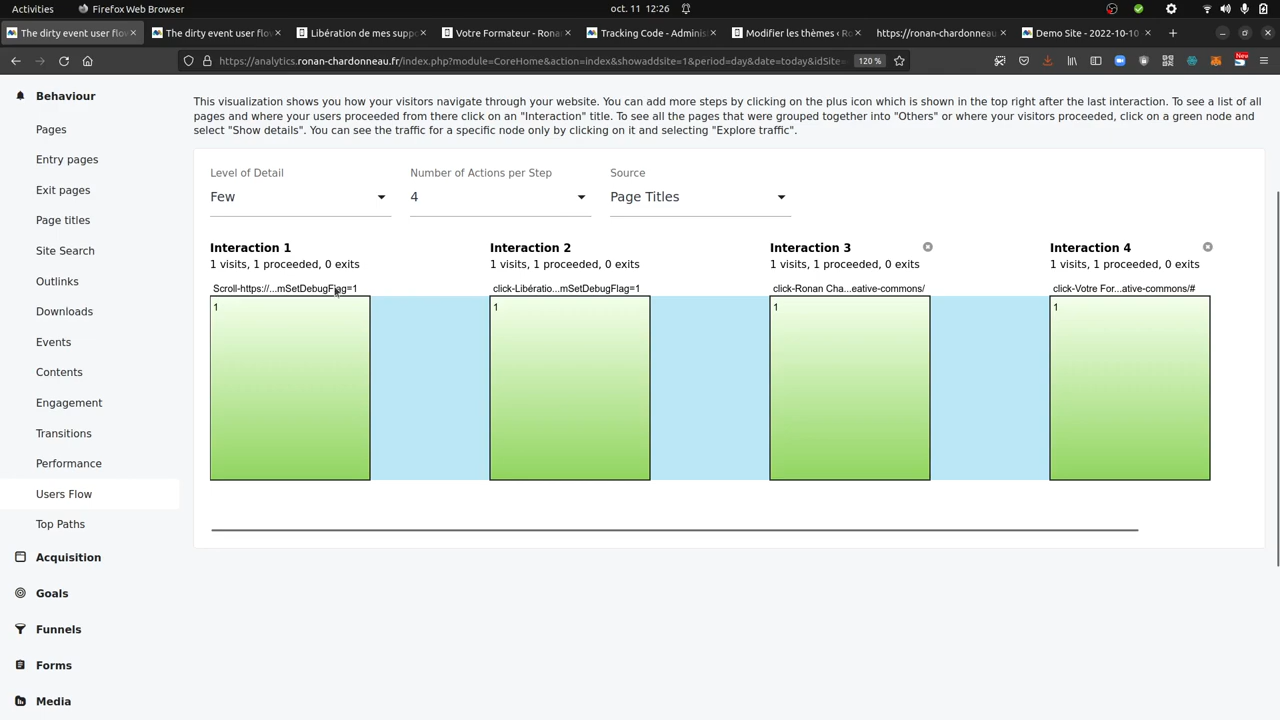 Activities
Firefox Web Browser
oct. 11 12:26
The dirty event user flow
The dirty event user flow
Libération de mes suppo
Votre Formateur - Ronan
Tracking Code - Adminis
Modifier les thèmes ‹ Ro
https://ronan-chardonneau
Demo Site - 2022-10-10
https://analytics.ronan-chardonneau.fr/index.php?module=CoreHome&action=index&showaddsite=1&period=day&date=today&idSite=
120 %
New
Behaviour
Pages
Entry pages
Exit pages
Page titles
Site Search
Outlinks
Downloads
Events
Contents
Engagement
Transitions
Performance
Users Flow
Top Paths
Acquisition
Goals
Funnels
Forms
Media
This visualization shows you how your visitors navigate through your website. You can add more steps by clicking on the plus icon which is shown in the top right after the last interaction. To see a list of all
pages and where your users proceeded from there click on an "Interaction" title. To see all the pages that were grouped together into "Others" or where your visitors proceeded, click on a green node and
select "Show details". You can see the traffic for a specific node only by clicking on it and selecting "Explore traffic".
Level of Detail
Few
Number of Actions per Step
4
Source
Page Titles
Interaction 1
1 visits, 1 proceeded, 0 exits
Scroll-https://...mSetDebugFlag=1
1
Interaction 2
1 visits, 1 proceeded, 0 exits
click-Libératio...mSetDebugFlag=1
1
Interaction 3
1 visits, 1 proceeded, 0 exits
click-Ronan Cha...eative-commons/
1
Interaction 4
1 visits, 1 proceeded, 0 exits
click-Votre For...ative-commons/#
1